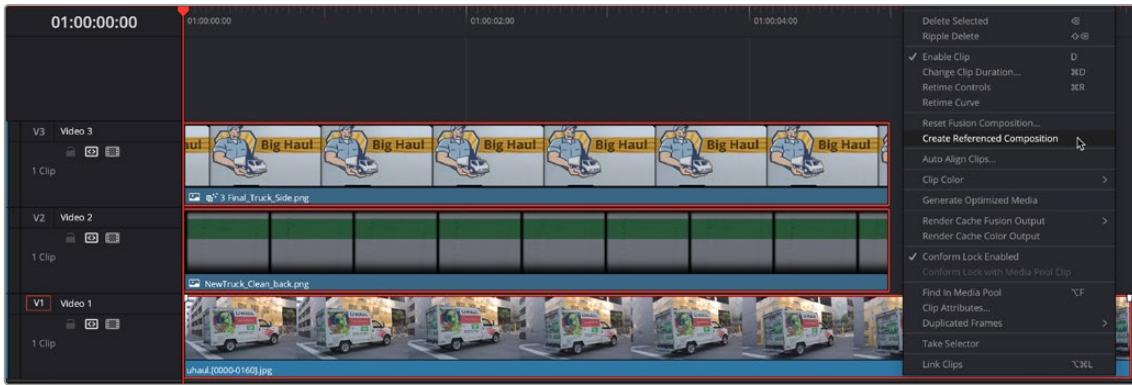 01:00:00:00
01:00:00:00
01:00:02:00
01:00:04:00
V3 Video 3
1 Clip
aul Big Haul Big Haul Big Haul Big Haul Big Haul Big Haul
3 Final_Truck_Side.png
V2 Video 2
1 Clip
NewTruck_Clean_back.png
V1 Video 1
1 Clip
uhaul.[0000-0160].jpg
Delete Selected ⌫
Ripple Delete ⇧⌫
✓ Enable Clip D
Change Clip Duration... ⌘D
Retime Controls ⌘R
Retime Curve
Reset Fusion Composition...
Create Referenced Composition
Auto Align Clips...
Clip Color >
Generate Optimized Media
Render Cache Fusion Output >
Render Cache Color Output
✓ Conform Lock Enabled
Conform Lock with Media Pool Clip
Find In Media Pool ⌥F
Clip Attributes...
Duplicated Frames >
Take Selector
Link Clips ⌥⌘L